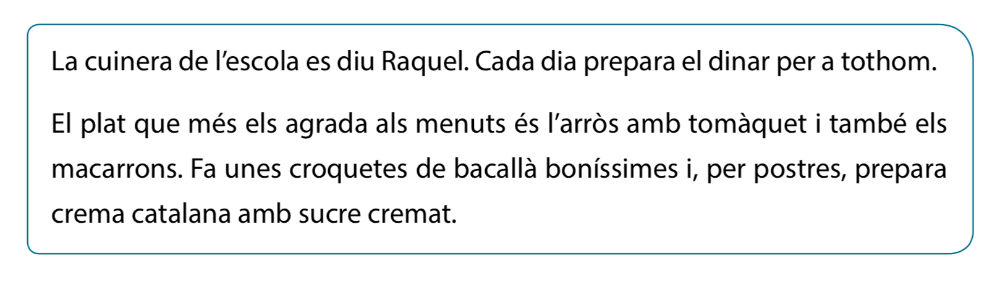 La cuinera de l’escola es diu Raquel. Cada dia prepara el dinar per a tothom.
El plat que més els agrada als menuts és l’arròs amb tomàquet i també els
macarrons. Fa unes croquetes de bacallà boníssimes i, per postres, prepara
crema catalana amb sucre cremat.